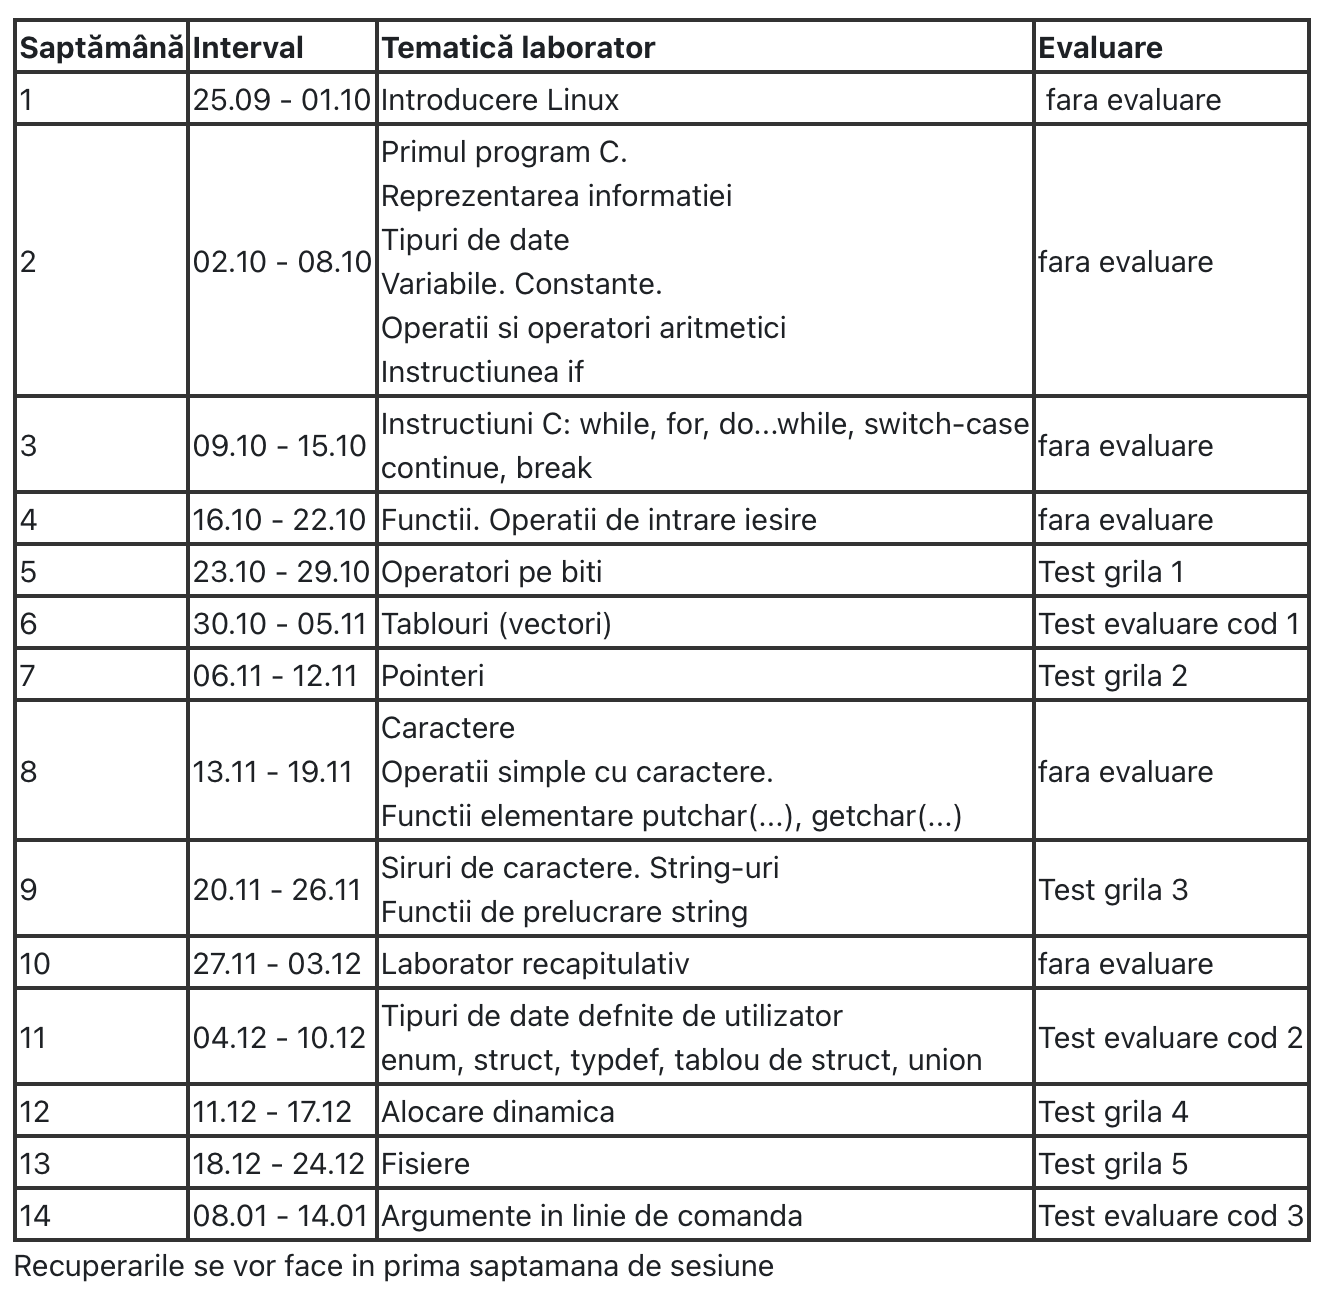 Saptămână Interval Tematică laborator Evaluare
1 25.09 - 01.10 Introducere Linux fara evaluare
Primul program C.
Reprezentarea informatiei
Tipuri de date
2 02.10 - 08.10 fara evaluare
Variabile. Constante.
Operatii si operatori aritmetici
Instructiunea if
Instructiuni C: while, for, do...while, switch-case
3 09.10 - 15.10 fara evaluare
continue, break
4 16.10 - 22.10 Functii. Operatii de intrare iesire fara evaluare
5 23.10 - 29.10 Operatori pe biti Test grila 1
6 30.10 - 05.11 Tablouri (vectori) Test evaluare cod 1
7 06.11 - 12.11 Pointeri Test grila 2
Caractere
8 13.11 - 19.11 Operatii simple cu caractere. fara evaluare
Functii elementare putchar(...), getchar(...)
Siruri de caractere. String-uri
9 20.11 - 26.11 Test grila 3
Functii de prelucrare string
10 27.11 - 03.12 Laborator recapitulativ fara evaluare
Tipuri de date defnite de utilizator
11 04.12 - 10.12 Test evaluare cod 2
enum, struct, typdef, tablou de struct, union
12 11.12 - 17.12 Alocare dinamica Test grila 4
13 18.12 - 24.12 Fisiere Test grila 5
14 08.01 - 14.01 Argumente in linie de comanda Test evaluare cod 3
Recuperarile se vor face in prima saptamana de sesiune